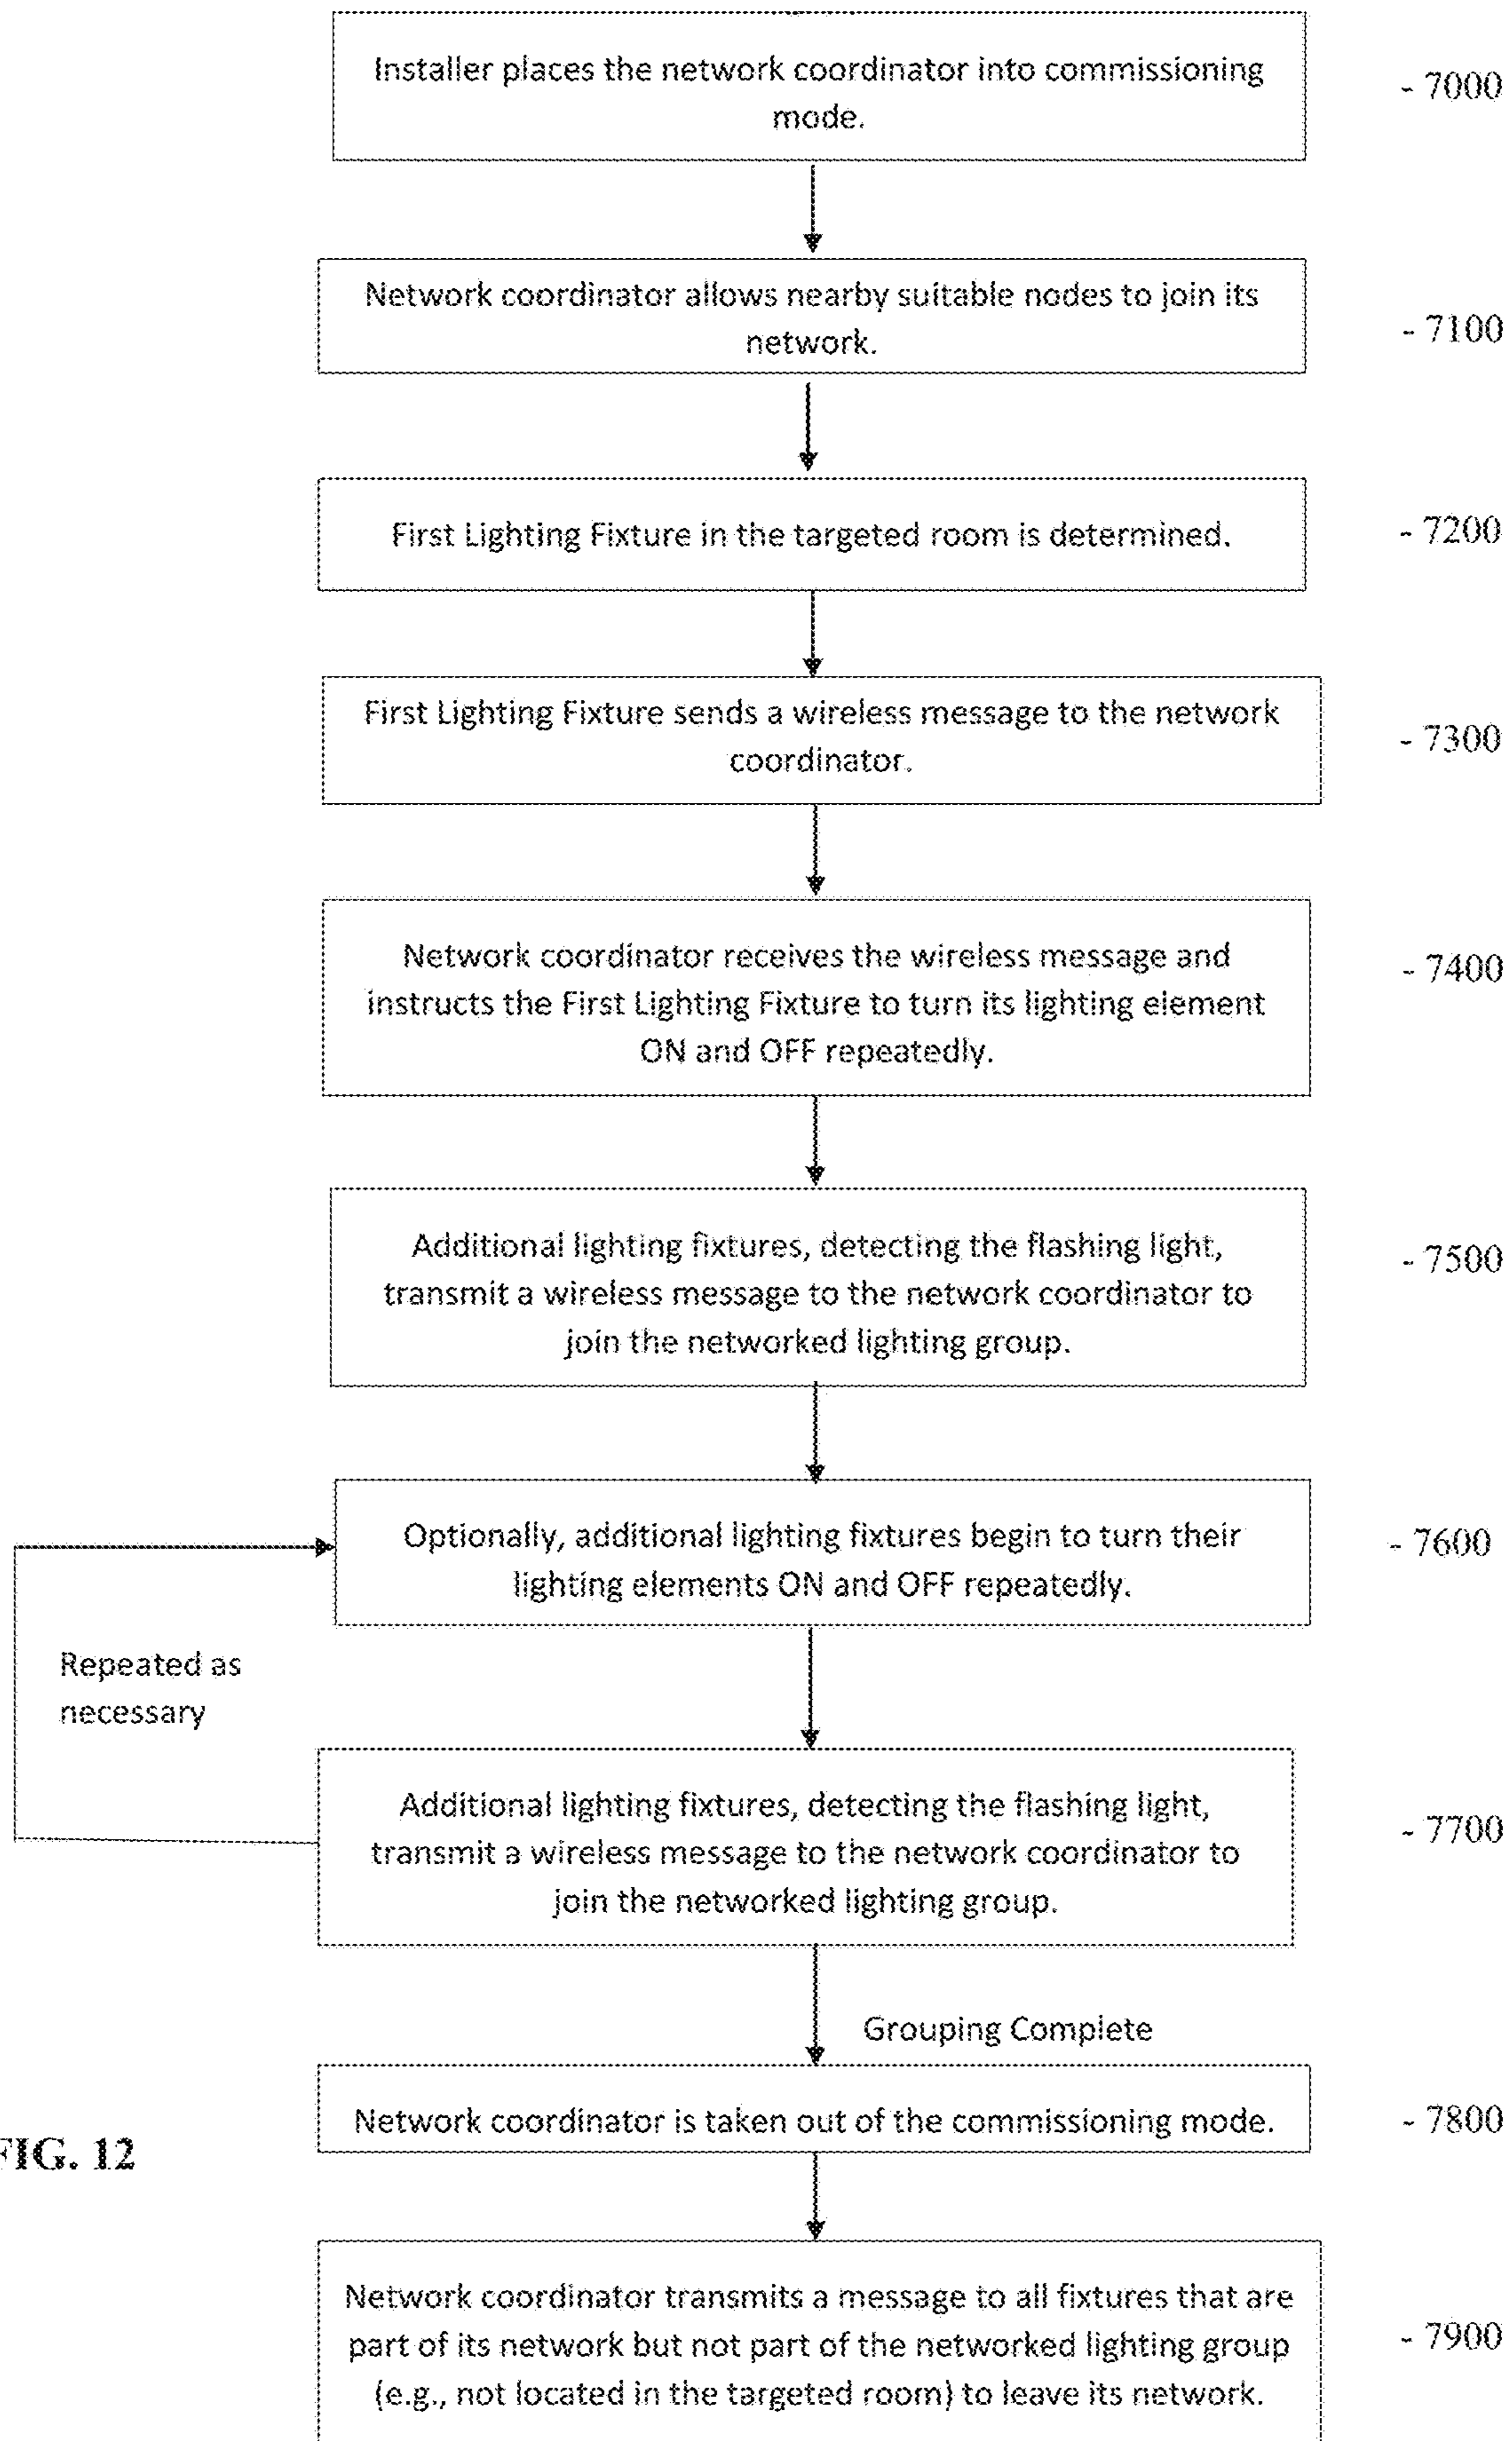 Installer places the network coordinator into commissioning
mode.
- 7000
Network coordinator allows nearby suitable nodes to join its
network.
- 7100
First Lighting Fixture in the targeted room is determined.
- 7200
First Lighting Fixture sends a wireless message to the network
coordinator.
- 7300
Network coordinator receives the wireless message and
instructs the First Lighting Fixture to turn its lighting element
ON and OFF repeatedly.
- 7400
Additional lighting fixtures, detecting the flashing light,
transmit a wireless message to the network coordinator to
join the networked lighting group.
- 7500
Optionally, additional lighting fixtures begin to turn their
lighting elements ON and OFF repeatedly.
- 7600
Repeated as
necessary
Additional lighting fixtures, detecting the flashing light,
transmit a wireless message to the network coordinator to
join the networked lighting group.
- 7700
Grouping Complete
Network coordinator is taken out of the commissioning mode.
- 7800
FIG. 12
Network coordinator transmits a message to all fixtures that are
part of its network but not part of the networked lighting group
(e.g., not located in the targeted room) to leave its network.
- 7900